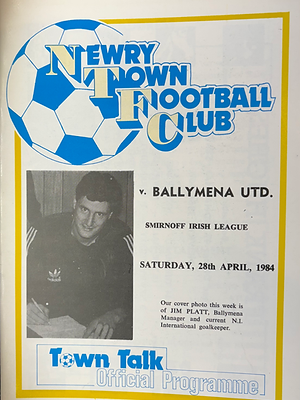 NEWRY
TOWN
FOOTBALL
CLUB
v. BALLYMENA UTD.
SMIRNOFF IRISH LEAGUE
SATURDAY, 28th APRIL, 1984
Our cover photo this week is
of JIM PLATT, Ballymena
Manager and current N.I.
International goalkeeper.
Town Talk
Official Programme